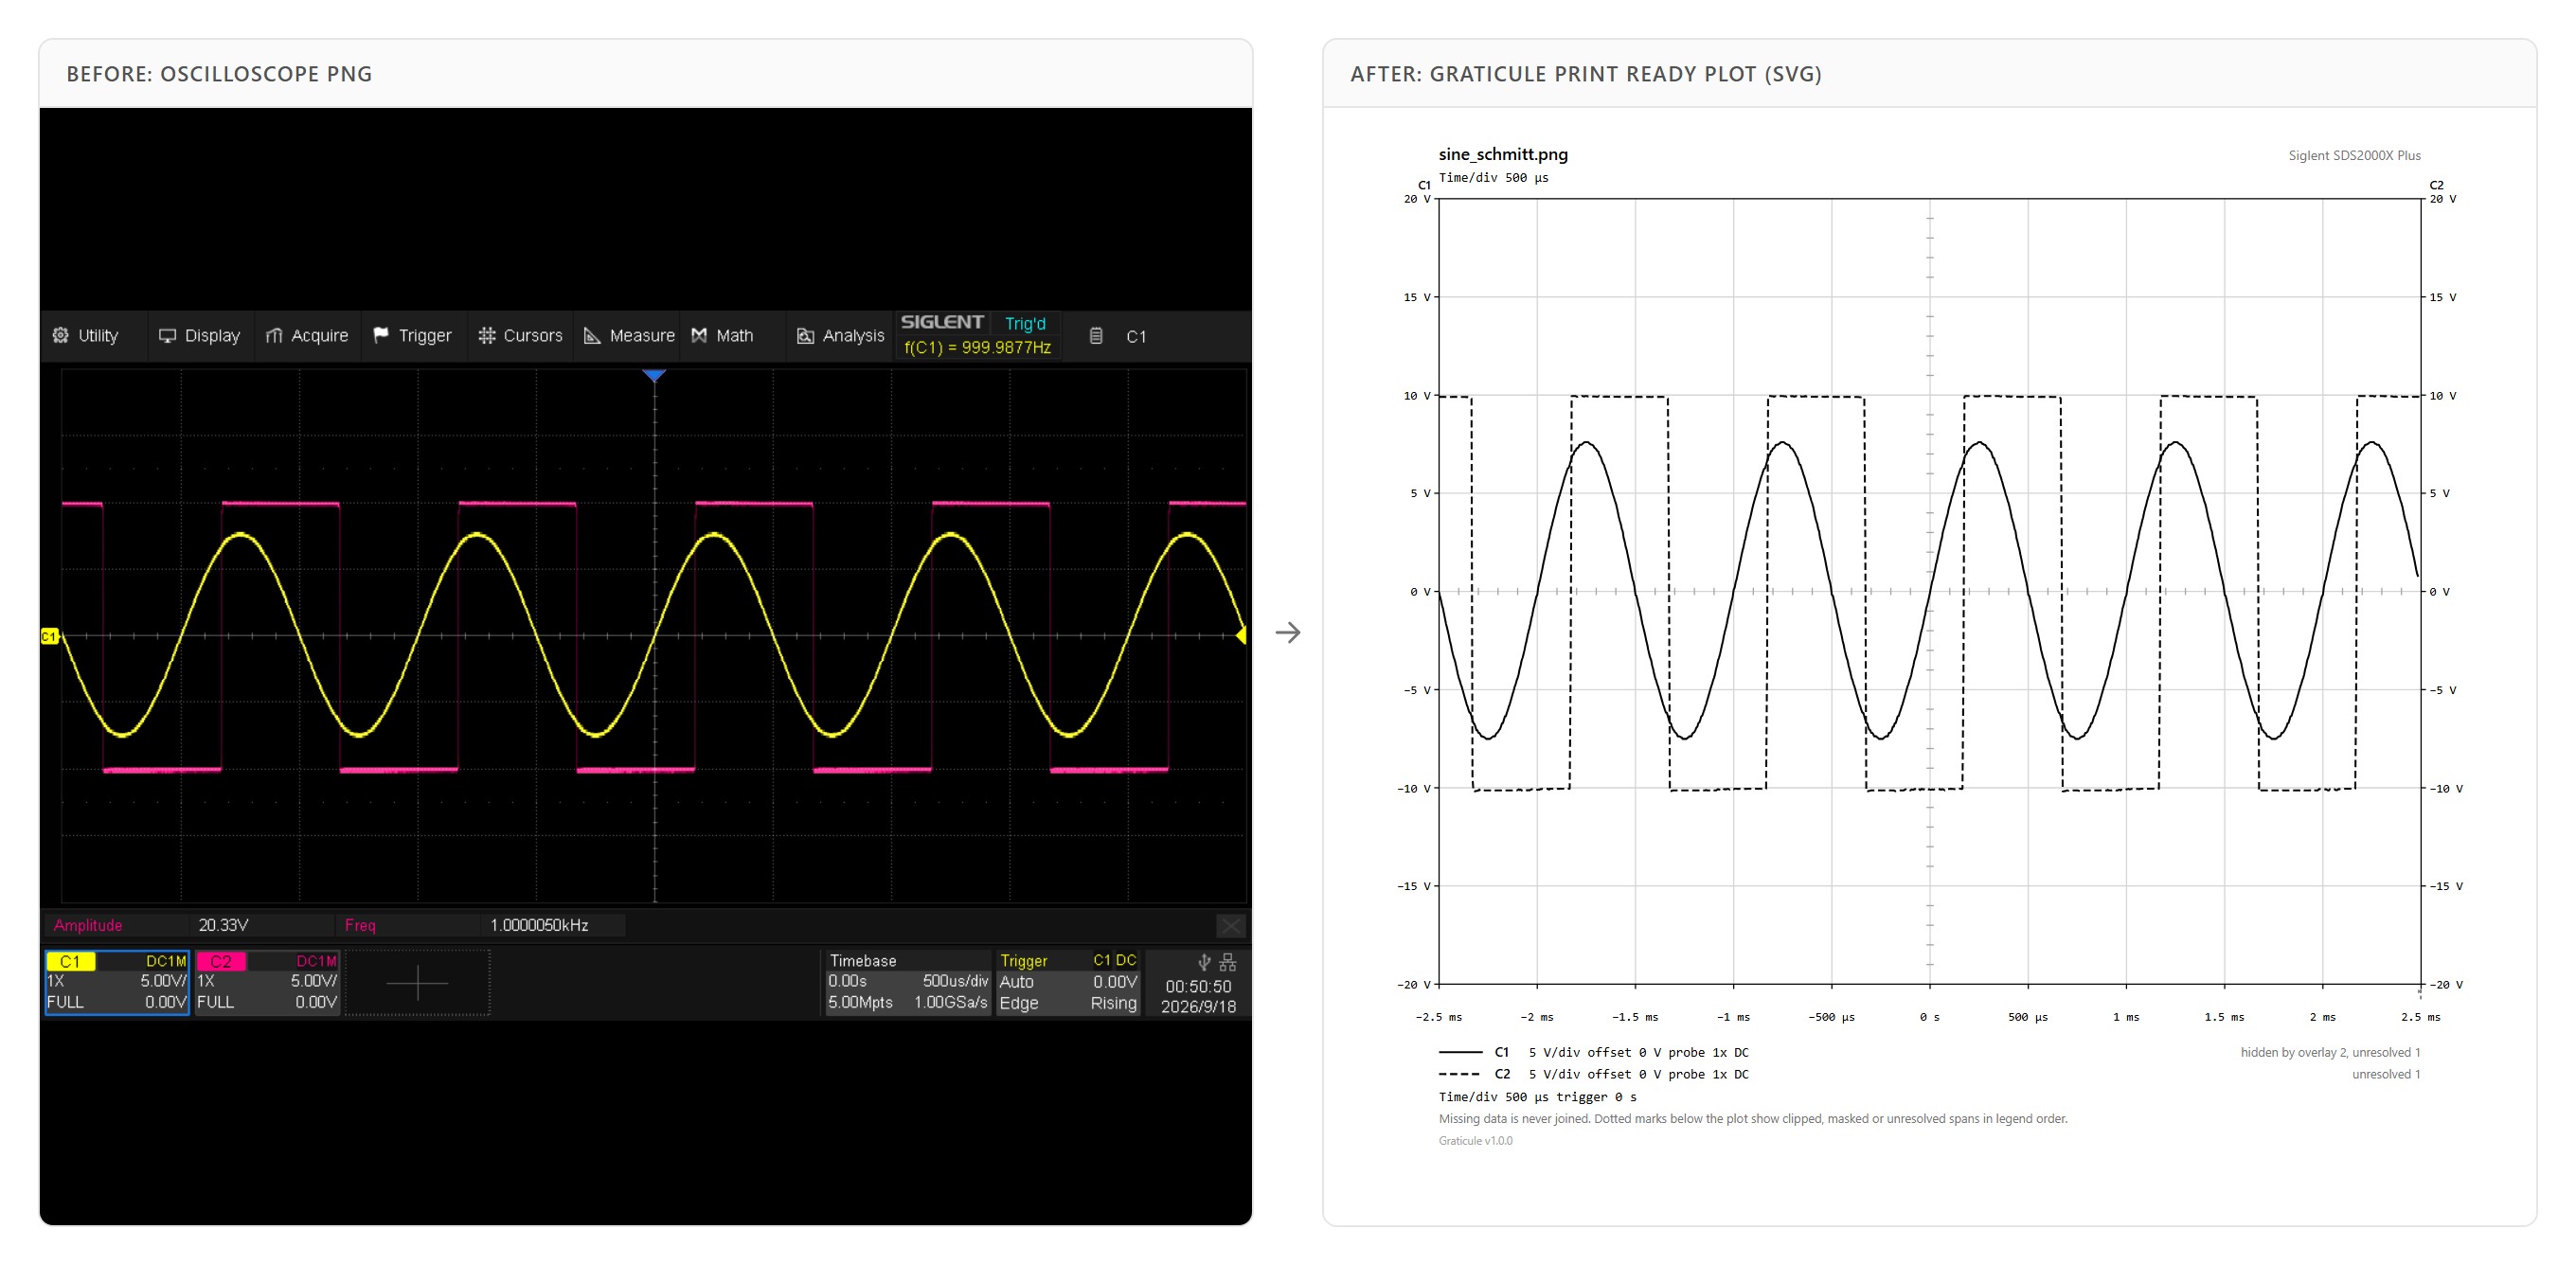 BEFORE: OSCILLOSCOPE PNG
Utility Display Acquire Trigger Cursors Measure Math Analysis SIGLENT Trig'd C1
f(C1) = 999.9877Hz
C1
Amplitude 20.33V Freq 1.0000050kHz
C1 DC1M
1X 5.00V/
FULL 0.00V
C2 DC1M
1X 5.00V/
FULL 0.00V
Timebase
0.00s 500us/div
5.00Mpts 1.00GSa/s
Trigger C1 DC
Auto 0.00V
Edge Rising
00:50:50
2026/9/18
AFTER: GRATICULE PRINT READY PLOT (SVG)
sine_schmitt.png Siglent SDS2000X Plus
Time/div 500 µs
C1 C2
20 V 20 V
15 V 15 V
10 V 10 V
5 V 5 V
0 V 0 V
−5 V −5 V
−10 V −10 V
−15 V −15 V
−20 V −20 V
−2.5 ms −2 ms −1.5 ms −1 ms −500 µs 0 s 500 µs 1 ms 1.5 ms 2 ms 2.5 ms
C1 5 V/div offset 0 V probe 1x DC hidden by overlay 2, unresolved 1
C2 5 V/div offset 0 V probe 1x DC unresolved 1
Time/div 500 µs trigger 0 s
Missing data is never joined. Dotted marks below the plot show clipped, masked or unresolved spans in legend order.
Graticule v1.0.0